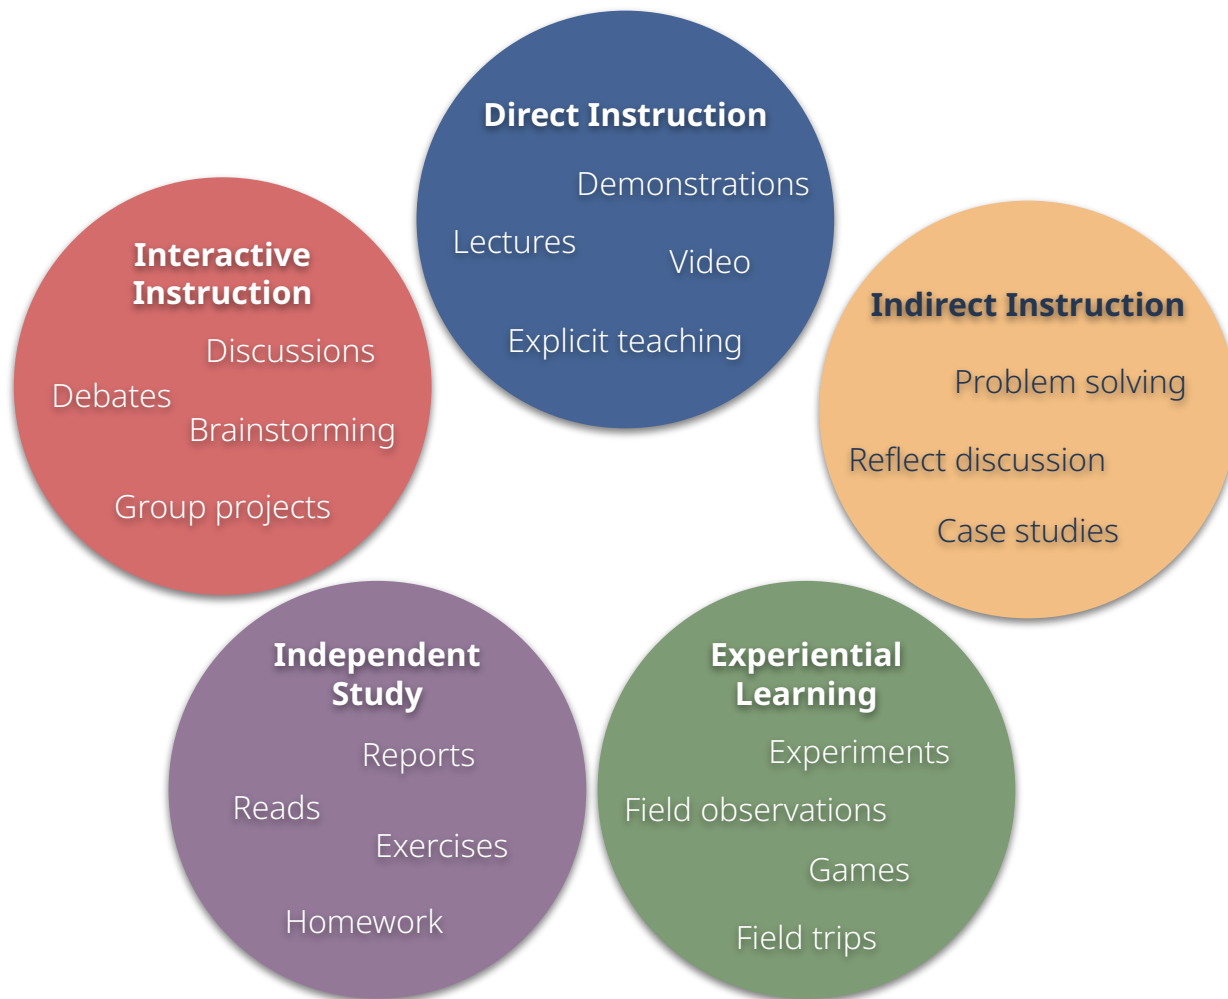 Direct Instruction
Demonstrations
Lectures
Video
Explicit teaching
Interactive
Instruction
Discussions
Debates
Brainstorming
Group projects
Indirect Instruction
Problem solving
Reflect discussion
Case studies
Independent
Study
Reports
Reads
Exercises
Homework
Experiential
Learning
Experiments
Field observations
Games
Field trips